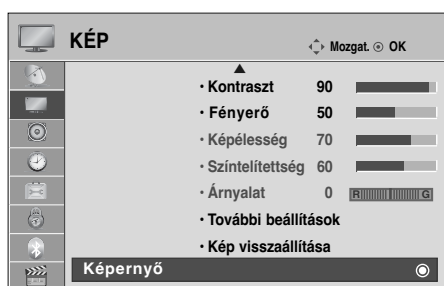 KÉP
Mozgat. OK
• Kontraszt 90
• Fényerő 50
• Képélesség 70
• Színtelítettség 60
• Árnyalat 0 R G
• További beállítások
• Kép visszaállítása
Képernyő